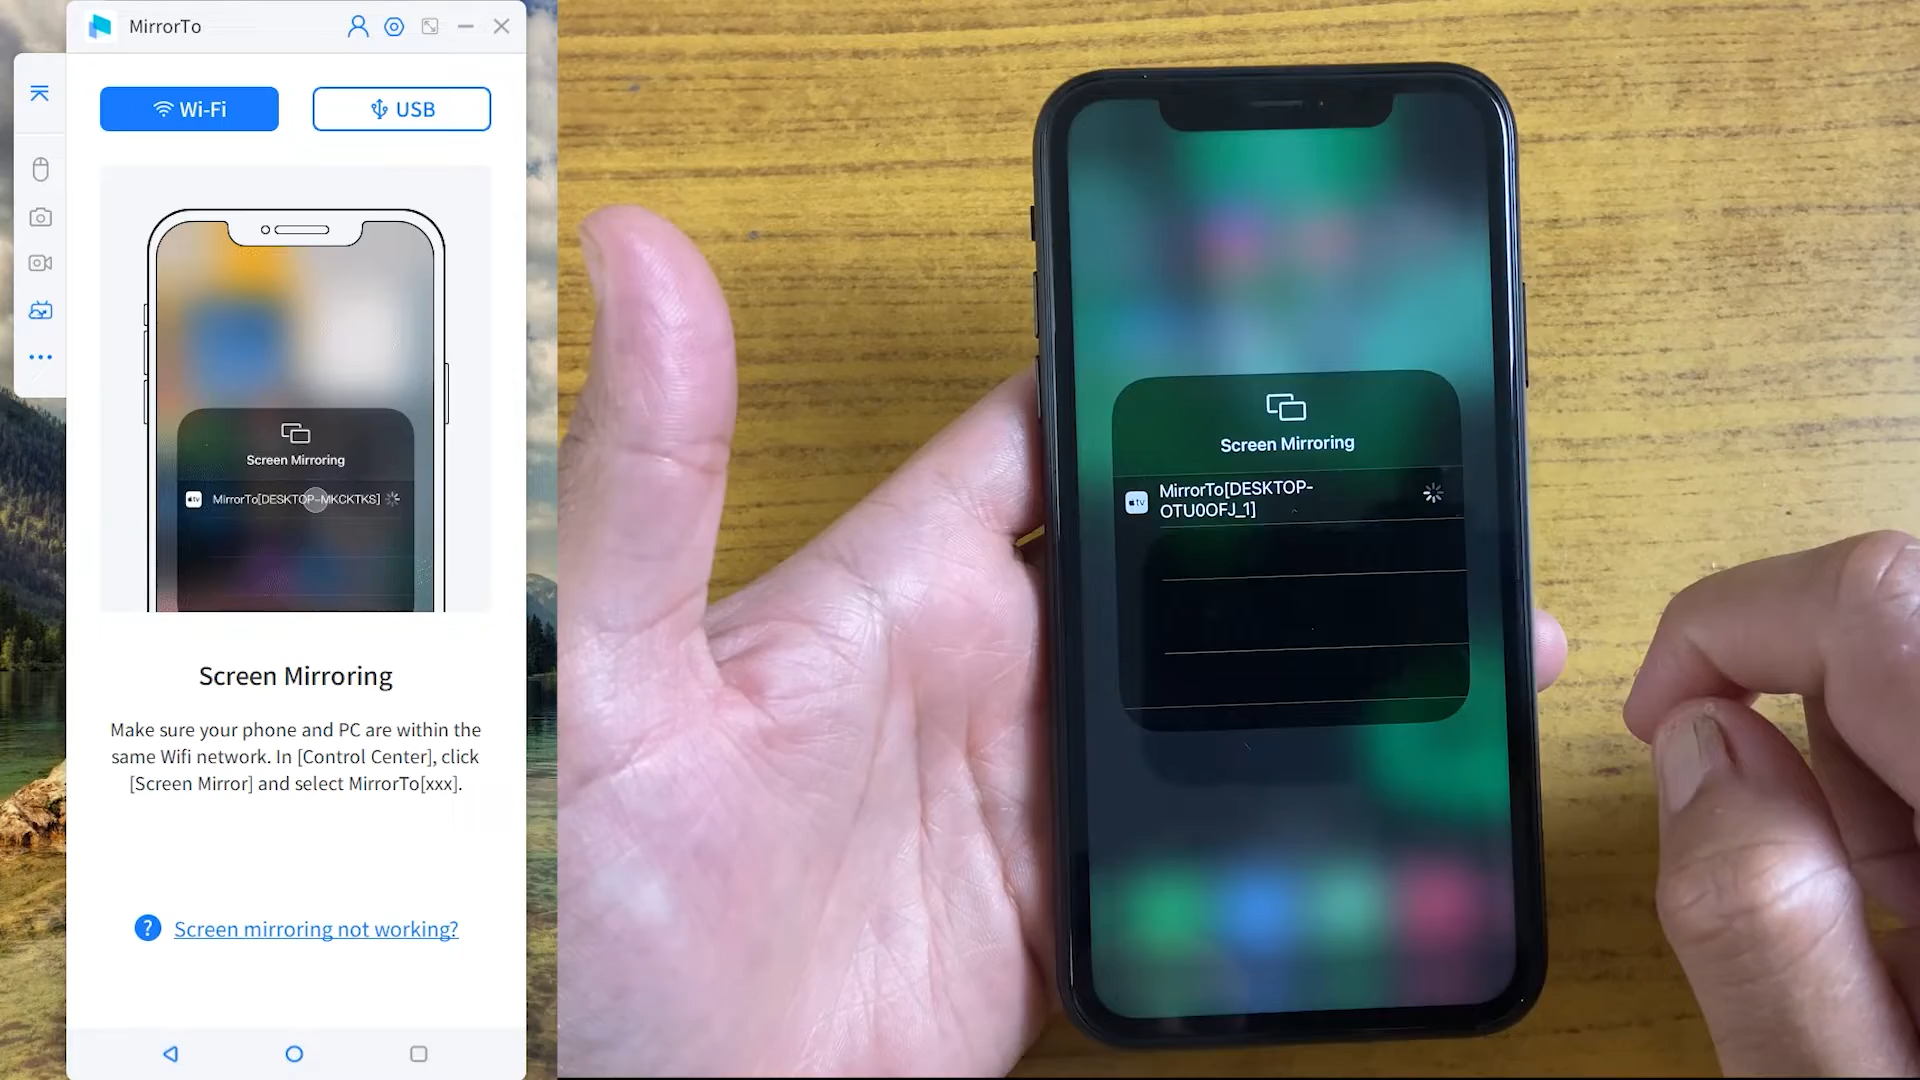 MirrorTo
Wi-Fi
USB
Screen Mirroring
tv MirrorTo[DESKTOP-MKCKTKS]
Screen Mirroring
Make sure your phone and PC are within the
same Wifi network. In [Control Center], click
[Screen Mirror] and select MirrorTo[xxx].
? Screen mirroring not working?
Screen Mirroring
tv MirrorTo[DESKTOP-
OTU0OFJ_1]